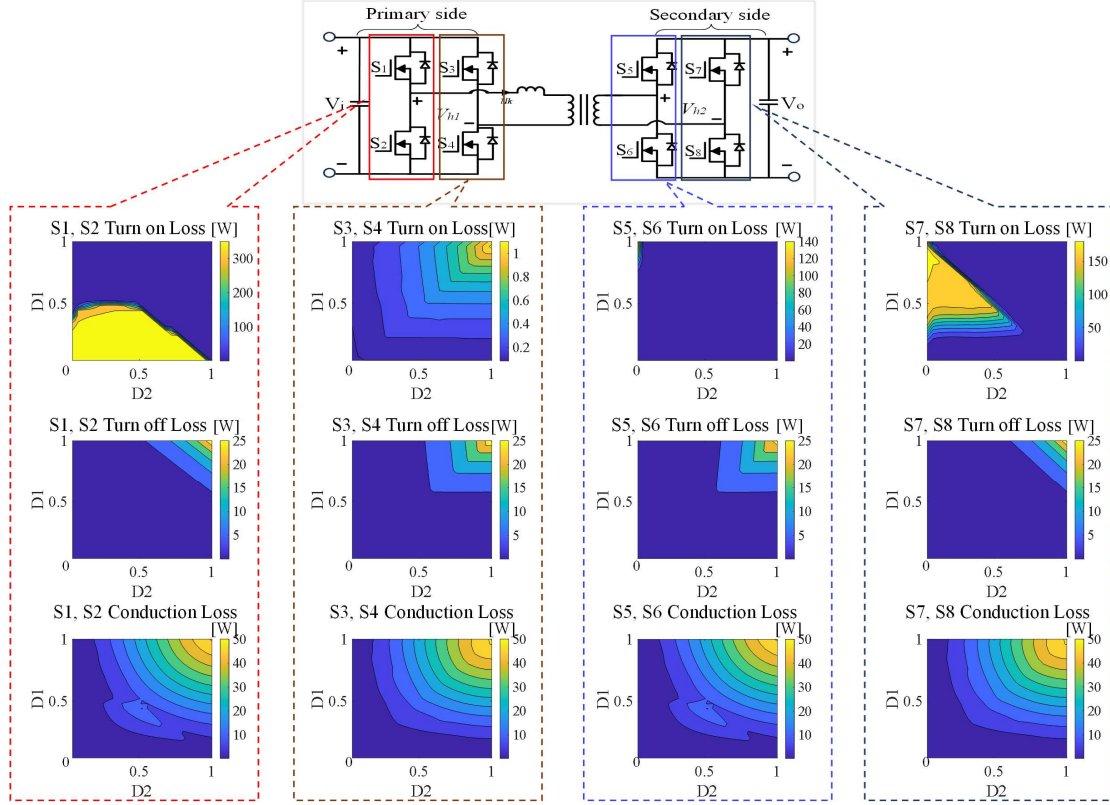 Primary side
Secondary side
+
+
S1
S3
S5
S7
+
+
Vi
Vh1
Vh2
Vo
−
−
S2
S4
S6
S8
−
−
S1, S2 Turn on Loss [W]
S3, S4 Turn on Loss[W]
S5, S6 Turn on Loss [W]
S7, S8 Turn on Loss [W]
1
0.5
0
0.5
1
D1
D2
300
200
100
1
0.5
0
0.5
1
D1
D2
1
0.8
0.6
0.4
0.2
1
0.5
0
0.5
1
D1
D2
140
120
100
80
60
40
20
1
0.5
0
0.5
1
D1
D2
150
100
50
S1, S2 Turn off Loss [W]
S3, S4 Turn off Loss[W]
S5, S6 Turn off Loss [W]
S7, S8 Turn off Loss [W]
1
0.5
0
0.5
1
D1
D2
25
20
15
10
5
1
0.5
0
0.5
1
D1
D2
25
20
15
10
5
1
0.5
0
0.5
1
D1
D2
25
20
15
10
5
1
0.5
0
0.5
1
D1
D2
25
20
15
10
5
S1, S2 Conduction Loss
[W]
S3, S4 Conduction Loss
[W]
S5, S6 Conduction Loss
[W]
S7, S8 Conduction Loss
[W]
1
0.5
0
0.5
1
D1
D2
50
40
30
20
10
1
0.5
0
0.5
1
D1
D2
50
40
30
20
10
1
0.5
0
0.5
1
D1
D2
50
40
30
20
10
1
0.5
0
0.5
1
D1
D2
50
40
30
20
10